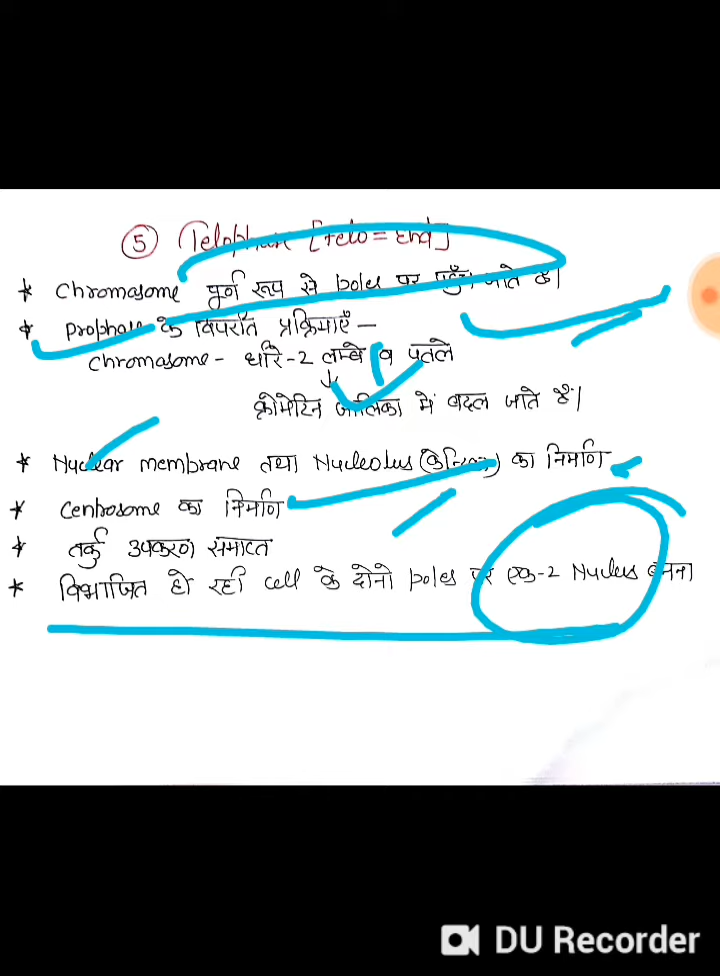 ⑤ Telophase [Telo = End]
* Chromosome पूर्ण रूप से poles पर पहुँच जाते है।
* Prophase के विपरीत प्रक्रियाएँ –
Chromasome - धीरे-2 लम्बे व पतले
↓
क्रोमेटिन जालिका में बदल जाते है।
* Nuclear membrane तथा Nucleolus (केन्द्रिका) का निर्माण
* Centrosome का निर्माण
* तर्कु उपकरण समाप्त
* विभाजित हो रही cell के दोनो poles पर एक-2 Nucleus बनना
DU Recorder